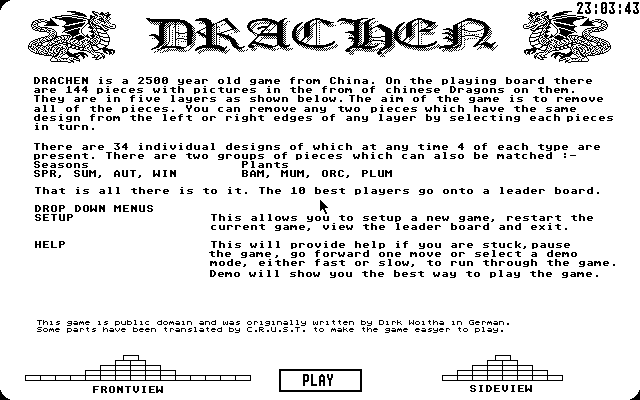 23:03:43
DRACHEN
DRACHEN is a 2500 year old game from China. On the playing board there
are 144 pieces with pictures in the from of chinese Dragons on them.
They are in five layers as shown below. The aim of the game is to remove
all of the pieces. You can remove any two pieces which have the same
design from the left or right edges of any layer by selecting each pieces
in turn.
There are 34 individual designs of which at any time 4 of each type are
present. There are two groups of pieces which can also be matched :-
Seasons Plants
SPR, SUM, AUT, WIN BAM, MUM, ORC, PLUM
That is all there is to it. The 10 best players go onto a leader board.
DROP DOWN MENUS
SETUP This allows you to setup a new game, restart the
current game, view the leader board and exit.
HELP This will provide help if you are stuck,pause
the game, go forward one move or select a demo
mode, either fast or slow, to run through the game.
Demo will show you the best way to play the game.
This game is public domain and was originally written by Dirk Woitha in German.
Some parts have been translated by C.R.U.S.T. to make the game easyer to play.
FRONTVIEW PLAY SIDEVIEW